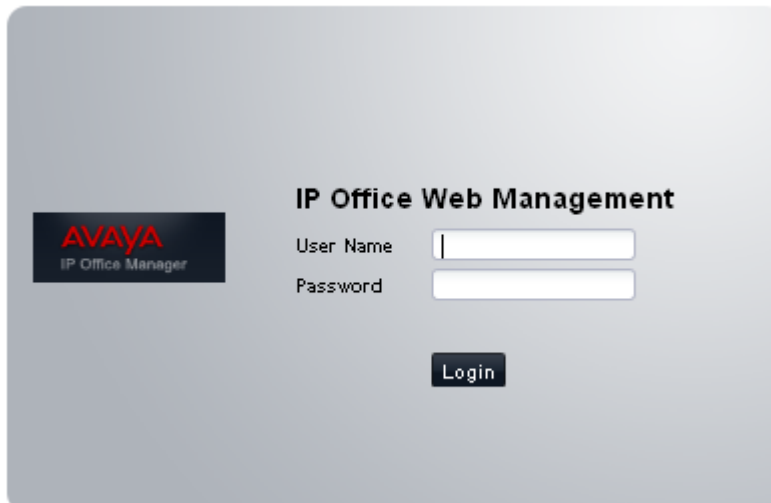 IP Office Web Management
AVAYA
IP Office Manager
User Name
Password
Login